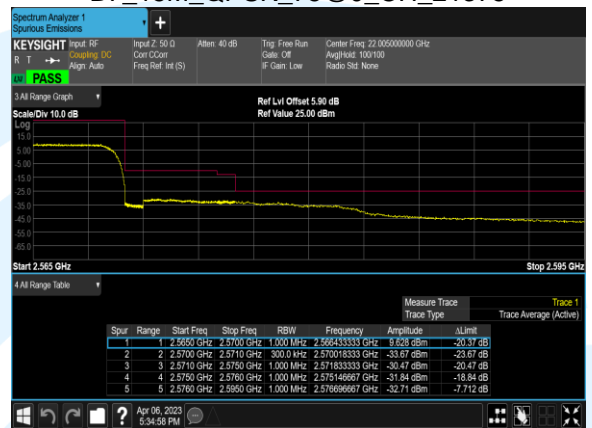 Spectrum Analyzer 1
Spurious Emissions
+
KEYSIGHT Input: RF
R T Coupling: DC
Align: Auto
Input Z: 50 Ω
Corr CCorr
Freq Ref: Int (S)
Atten: 40 dB
Trig: Free Run
Gate: Off
IF Gain: Low
Center Freq: 22.005000000 GHz
Avg|Hold: 100/100
Radio Std: None
PASS
3 All Range Graph
Scale/Div 10.0 dB
Ref Lvl Offset 5.90 dB
Ref Value 25.00 dBm
Log
15.0
5.00
-5.00
-15.0
-25.0
-35.0
-45.0
-55.0
-65.0
Start 2.565 GHz
Stop 2.595 GHz
4 All Range Table
Measure Trace Trace 1
Trace Type Trace Average (Active)
Spur Range Start Freq Stop Freq RBW Frequency Amplitude ΔLimit
1 1 2.5650 GHz 2.5700 GHz 1.000 MHz 2.566433333 GHz 9.628 dBm -20.37 dB
2 2 2.5700 GHz 2.5710 GHz 300.0 kHz 2.570018333 GHz -33.67 dBm -23.67 dB
3 3 2.5710 GHz 2.5750 GHz 1.000 MHz 2.571833333 GHz -30.47 dBm -20.47 dB
4 4 2.5750 GHz 2.5760 GHz 1.000 MHz 2.575146667 GHz -31.84 dBm -18.84 dB
5 5 2.5760 GHz 2.5950 GHz 1.000 MHz 2.576696667 GHz -32.71 dBm -7.712 dB
?
Apr 06, 2023
5:34:58 PM